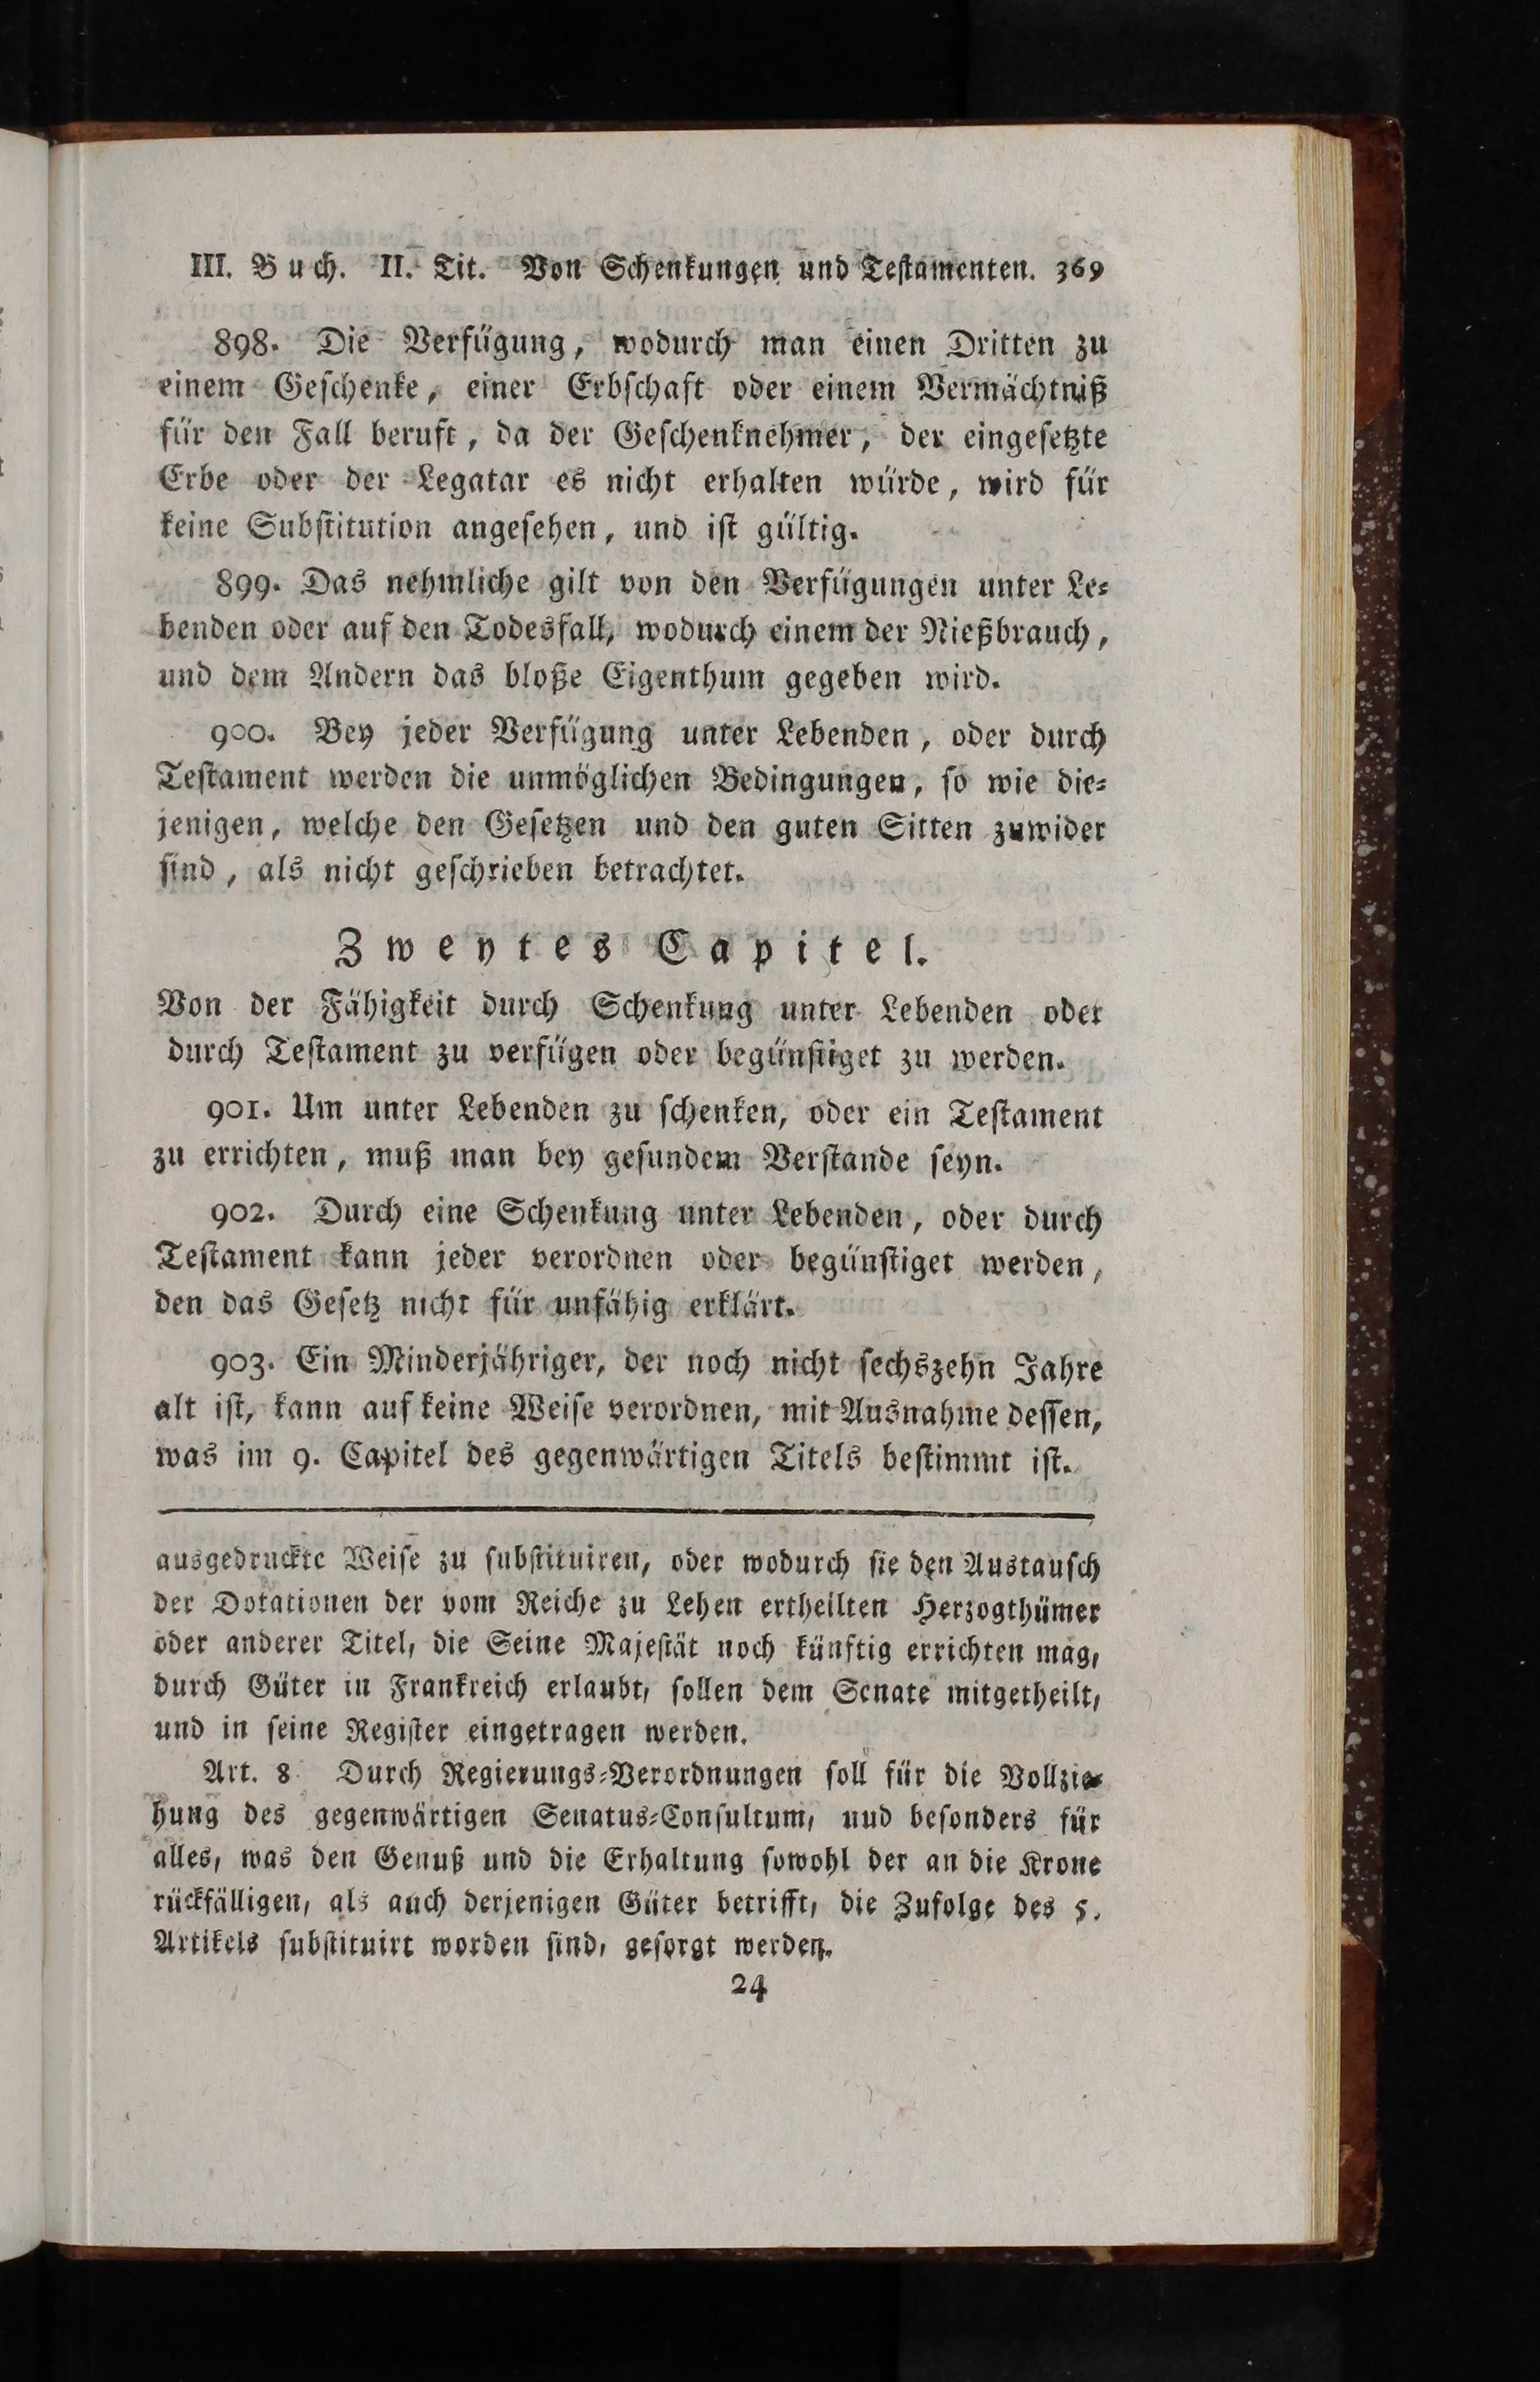 III. Buch. II. Tit. Von Schenkungen und Testamenten. 369
898. Die Verfügung, wodurch man einen Dritten zu
einem Geschenke, einer Erbschaft oder einem Vermächtniß
für den Fall beruft, da der Geschenknehmer, der eingesetzte
Erbe oder der Legatar es nicht erhalten würde, wird für
keine Substitution angesehen, und ist gültig.
899. Das nehmliche gilt von den Verfügungen unter Le-
benden oder auf den Todesfall, wodurch einem der Nießbrauch,
und dem Andern das bloße Eigenthum gegeben wird.
900. Bey jeder Verfügung unter Lebenden, oder durch
Testament werden die unmöglichen Bedingungen, so wie die-
jenigen, welche den Gesetzen und den guten Sitten zuwider
sind, als nicht geschrieben betrachtet.
Zweytes Capitel.
Von der Fähigkeit durch Schenkung unter Lebenden oder
durch Testament zu verfügen oder begünstiget zu werden.
901. Um unter Lebenden zu schenken, oder ein Testament
zu errichten, muß man bey gesundem Verstande seyn.
902. Durch eine Schenkung unter Lebenden, oder durch
Testament kann jeder verordnen oder begünstiget werden,
den das Gesetz nicht für unfähig erklärt.
903. Ein Minderjähriger, der noch nicht sechszehn Jahre
alt ist, kann auf keine Weise verordnen, mit Ausnahme dessen,
was im 9. Capitel des gegenwärtigen Titels bestimmt ist.
ausgedruckte Weise zu substituiren, oder wodurch sie den Austausch
der Dotationen der vom Reiche zu Lehen ertheilten Herzogthümer
oder anderer Titel, die Seine Majestät noch künftig errichten mag,
durch Güter in Frankreich erlaubt, sollen dem Senate mitgetheilt,
und in seine Register eingetragen werden.
Art. 8 Durch Regierungs-Verordnungen soll für die Vollzie-
hung des gegenwärtigen Senatus-Consultum, und besonders für
alles, was den Genuß und die Erhaltung sowohl der an die Krone
rückfälligen, als auch derjenigen Güter betrifft, die Zufolge des 5.
Artikels substituirt worden sind, gesorgt werden.
24